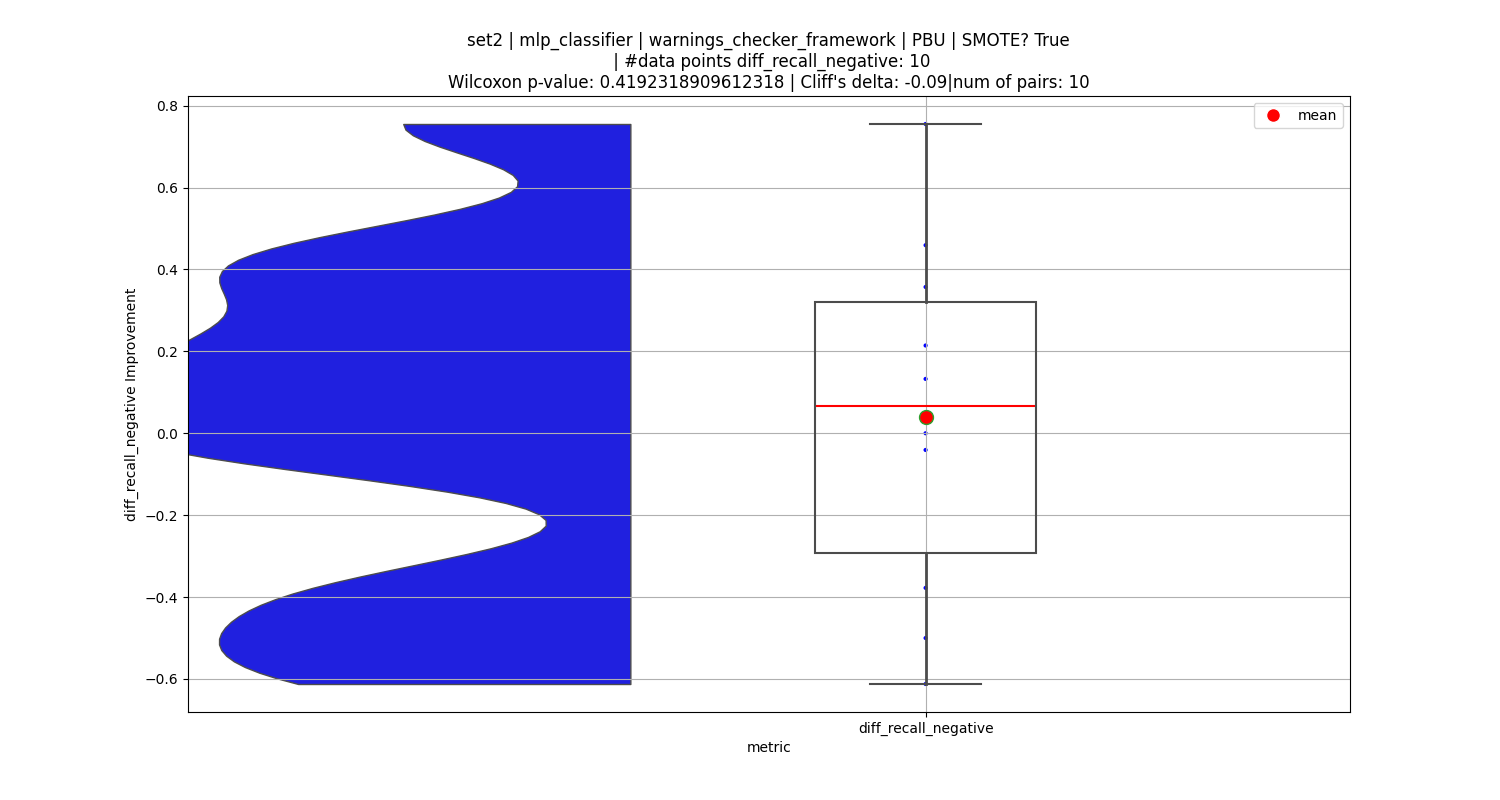 set2 | mlp_classifier | warnings_checker_framework | PBU | SMOTE? True
| #data points diff_recall_negative: 10
Wilcoxon p-value: 0.4192318909612318 | Cliff's delta: -0.09|num of pairs: 10
mean
0.8
0.6
0.4
0.2
0.0
−0.2
−0.4
−0.6
diff_recall_negative Improvement
diff_recall_negative
metric